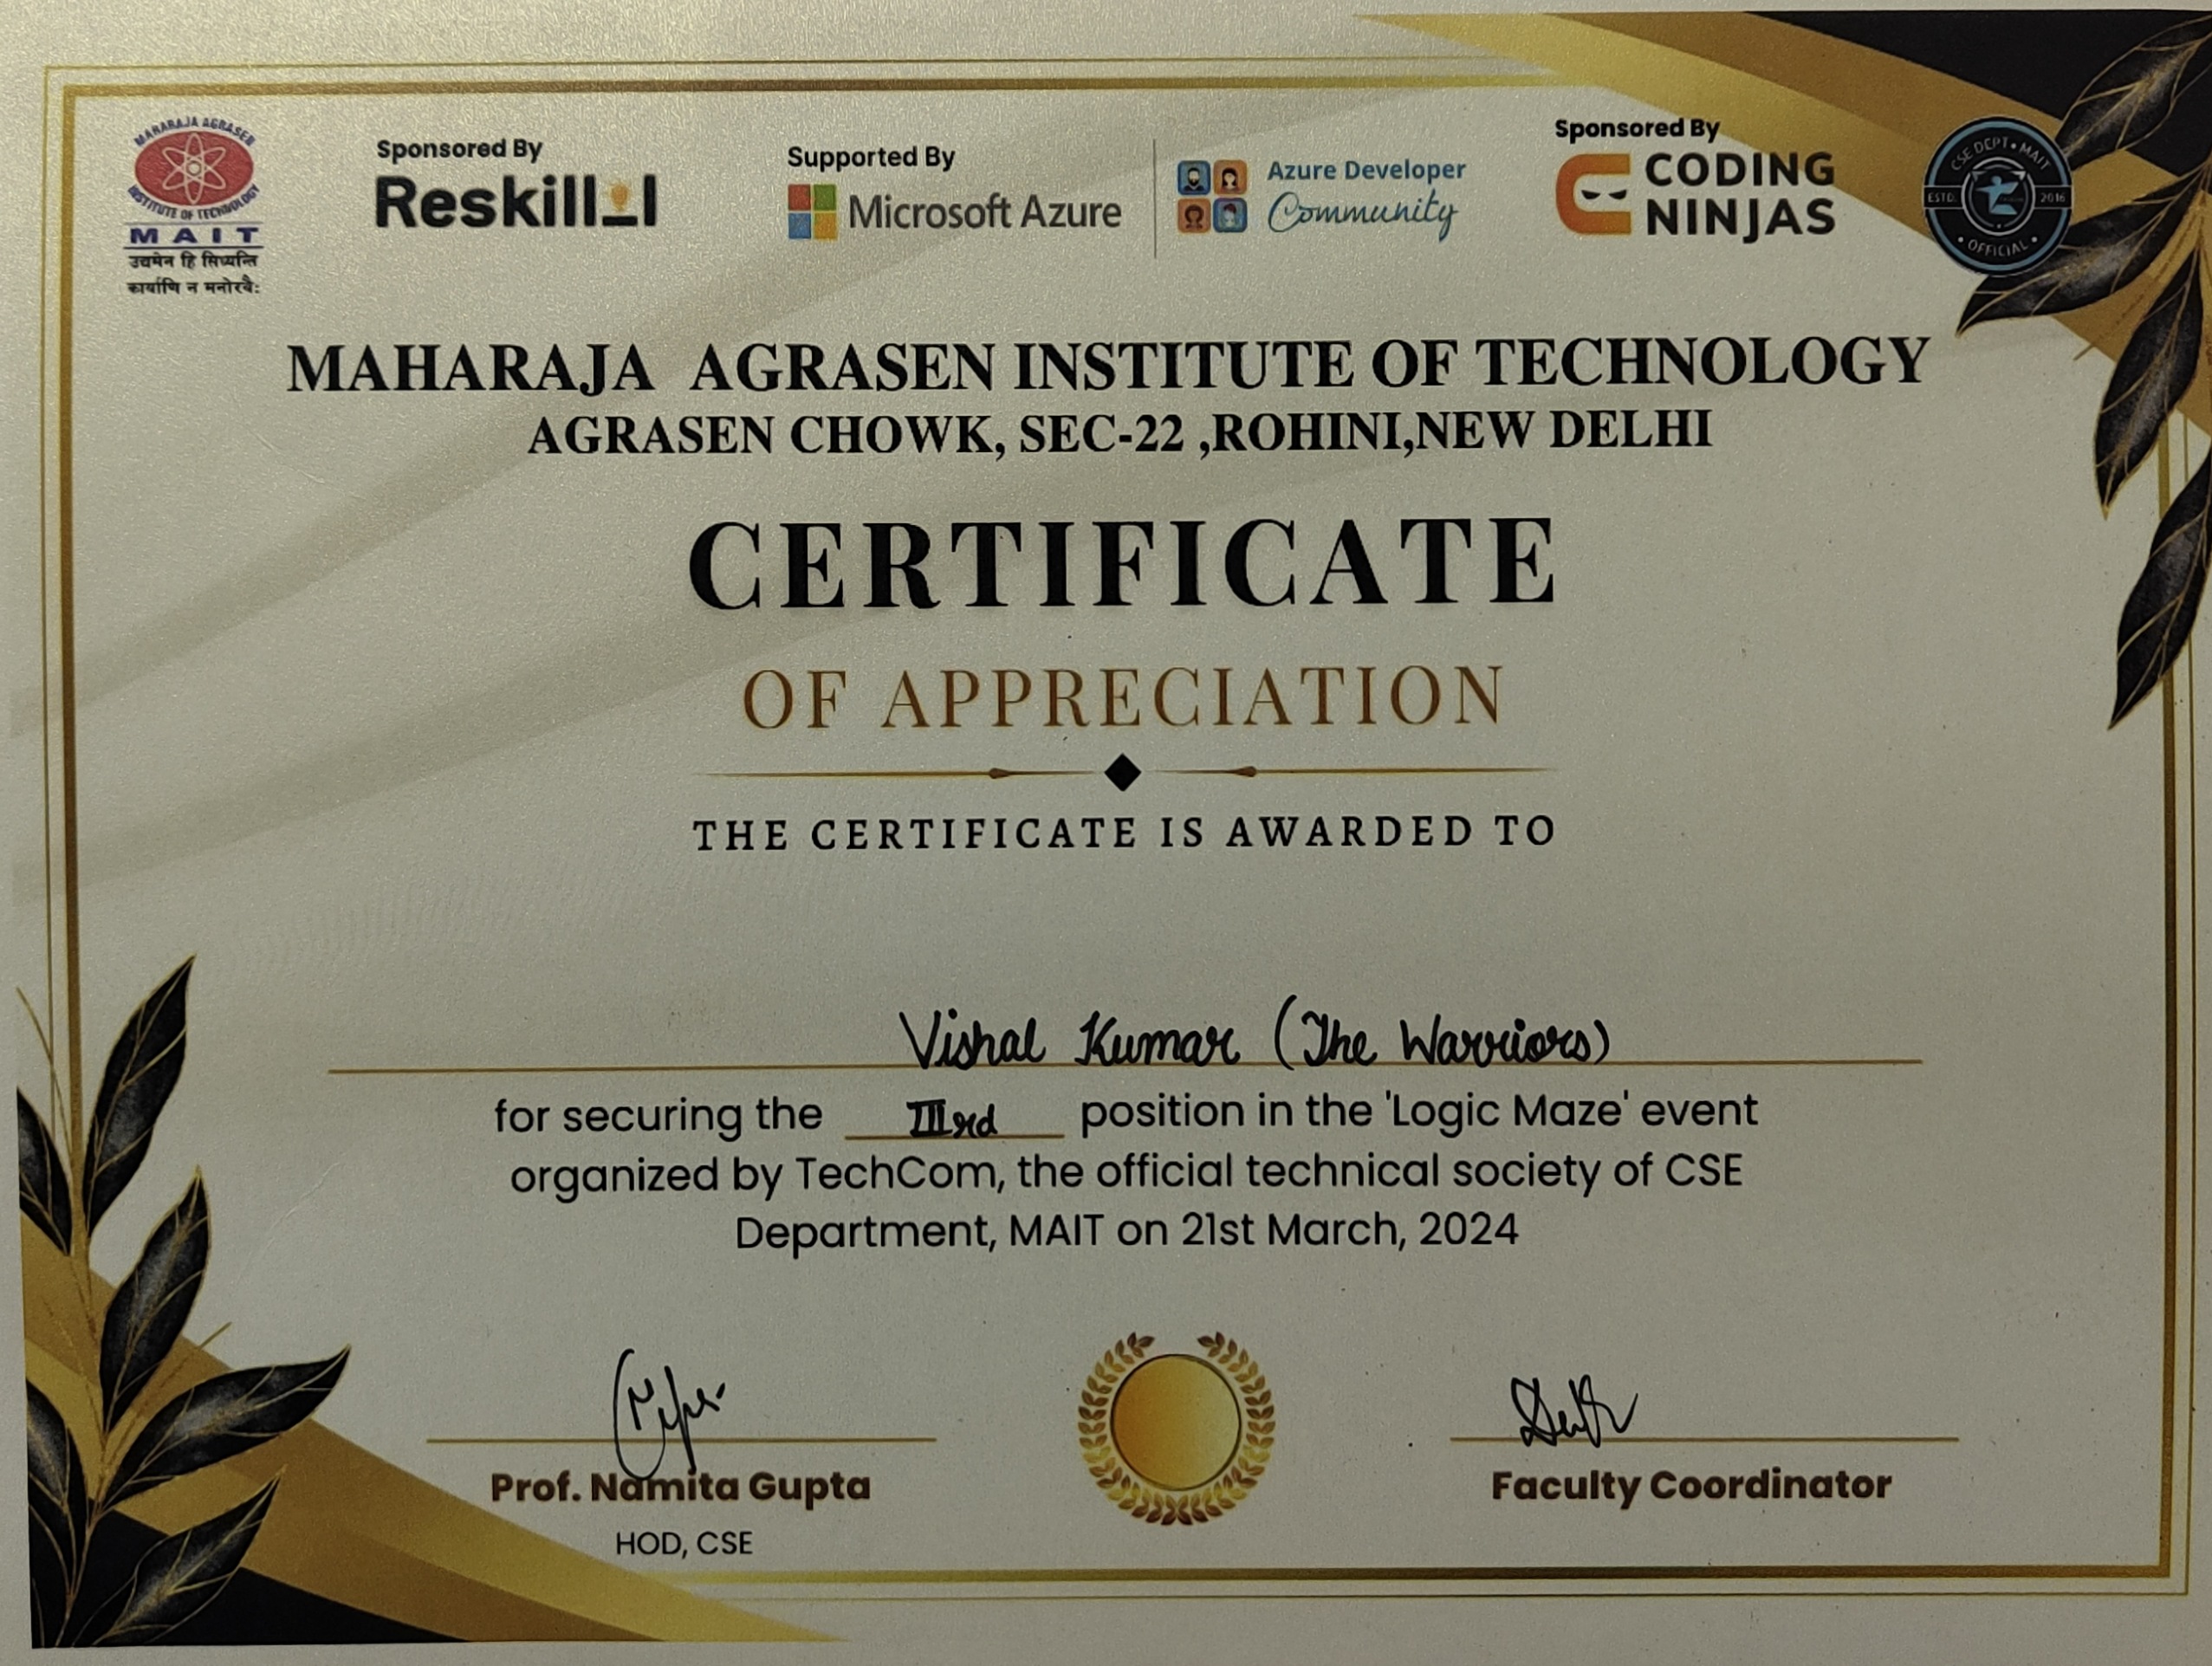 MAHARAJA AGRASEN
INSTITUTE OF TECHNOLOGY
MAIT
उद्यमेन हि सिध्यन्ति
कार्याणि न मनोरथैः
Sponsored By
Reskilll
Supported By
Microsoft Azure
Azure Developer
Community
Sponsored By
CODING
NINJAS
CSE DEPT • MAIT
ESTD. 2016
• OFFICIAL •
MAHARAJA AGRASEN INSTITUTE OF TECHNOLOGY
AGRASEN CHOWK, SEC-22 ,ROHINI,NEW DELHI
CERTIFICATE
OF APPRECIATION
THE CERTIFICATE IS AWARDED TO
Vishal Kumar (The Warriors)
for securing the IIIrd position in the 'Logic Maze' event
organized by TechCom, the official technical society of CSE
Department, MAIT on 21st March, 2024
Prof. Namita Gupta
HOD, CSE
Faculty Coordinator